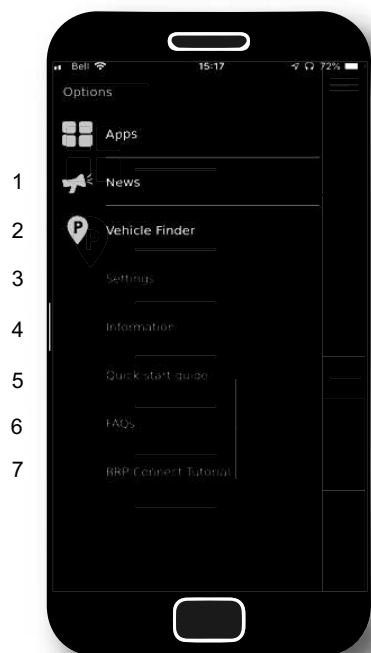 Bell 15:17 72%
Options
Apps
1 News
2 P Vehicle Finder
3 Settings
4 Information
5 Quick start guide
6 FAQs
7 BRP Connect Tutorial